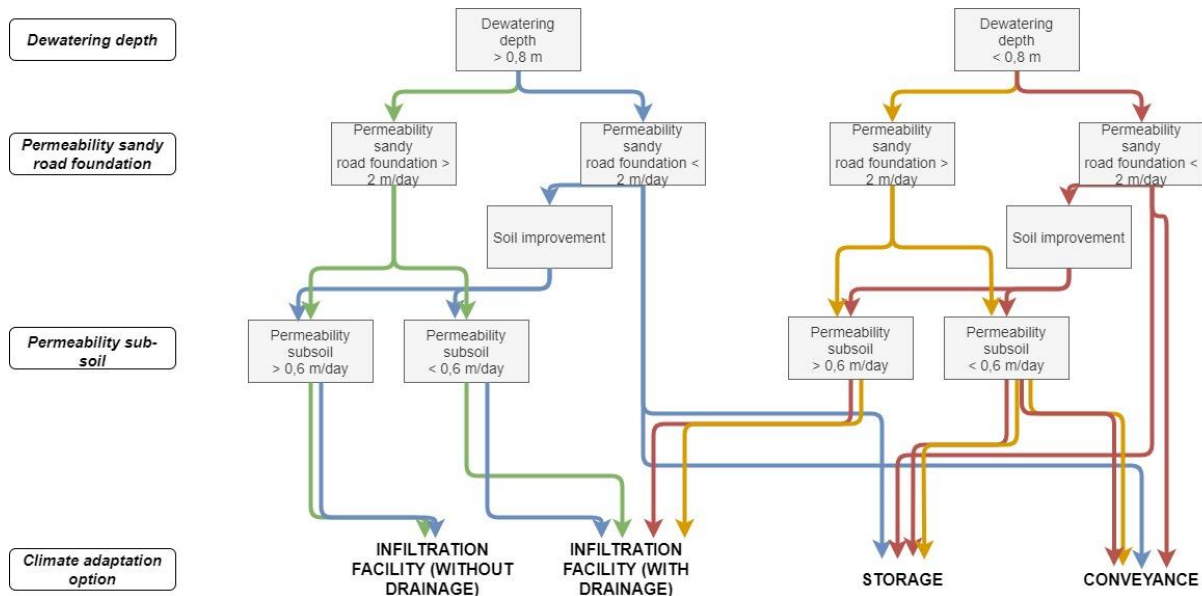 Dewatering depth
Dewatering
depth
> 0,8 m
Dewatering
depth
< 0,8 m
Permeability sandy
road foundation
Permeability
sandy
road foundation >
2 m/day
Permeability
sandy
road foundation <
2 m/day
Permeability
sandy
road foundation >
2 m/day
Permeability
sandy
road foundation <
2 m/day
Soil improvement
Soil improvement
Permeability sub-
soil
Permeability
subsoil
> 0,6 m/day
Permeability
subsoil
< 0,6 m/day
Permeability
subsoil
> 0,6 m/day
Permeability
subsoil
< 0,6 m/day
Climate adaptation
option
INFILTRATION
FACILITY (WITHOUT
DRAINAGE)
INFILTRATION
FACILITY (WITH
DRAINAGE)
STORAGE
CONVEYANCE